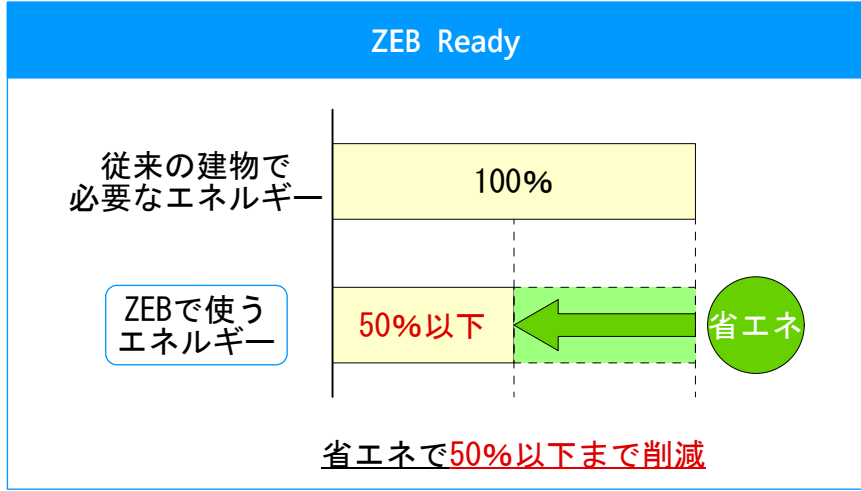 ZEB Ready
従来の建物で
必要なエネルギー
100%
ZEBで使う
エネルギー
50%以下
省エネ
省エネで50%以下まで削減